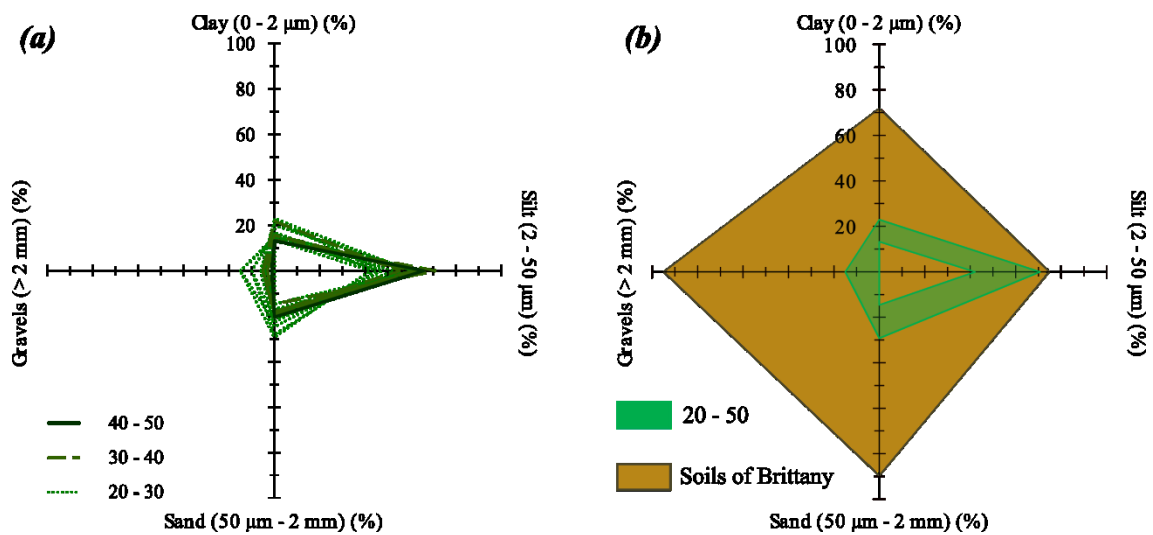 (a)
Clay (0 - 2 µm) (%)
100
80
60
40
20
Gravels (> 2 mm) (%)
Silt (2 - 50 µm) (%)
40 - 50
30 - 40
20 - 30
Sand (50 µm - 2 mm) (%)
(b)
Clay (0 - 2 µm) (%)
100
80
60
40
20
Gravels (> 2 mm) (%)
Silt (2 - 50 µm) (%)
20 - 50
Soils of Brittany
Sand (50 µm - 2 mm) (%)